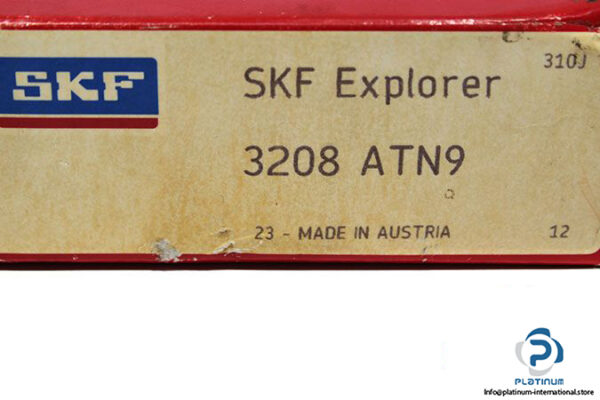 310J
SKF
SKF Explorer
3208 ATN9
23 - MADE IN AUSTRIA
12
PLATINUM
Info@platinum-international.store